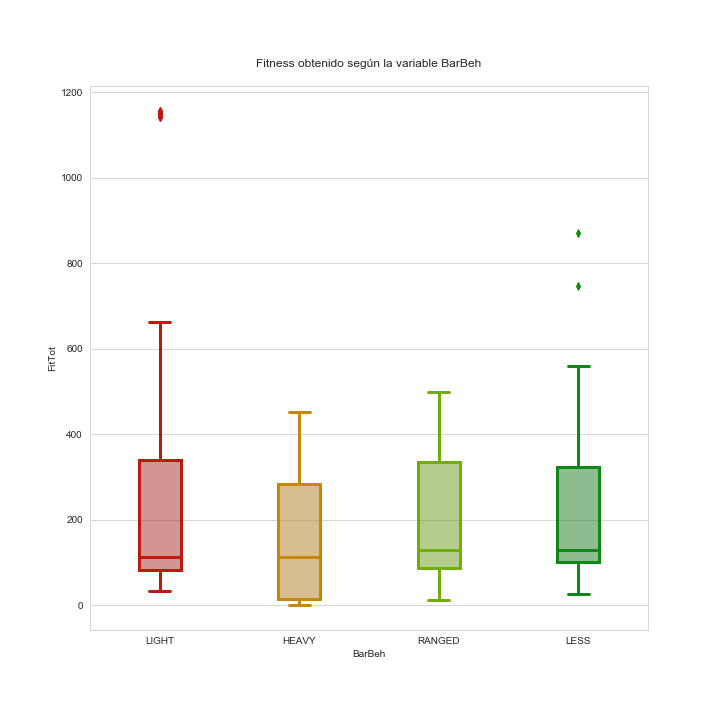 Fitness obtenido según la variable BarBeh
1200
1000
800
600
400
200
0
FitTot
LIGHT HEAVY RANGED LESS
BarBeh